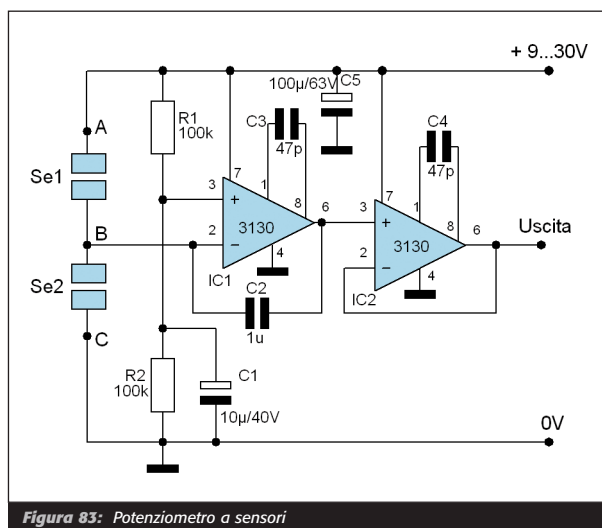 + 9...30V
100µ/63V C5
R1
100k
C3
47p
C4
47p
A
Se1
B
Se2
C
7
3
1
8
6
+
3130
2
−
4
IC1
C2
1u
7
3
1
8
6
+
3130
2
−
4
IC2
Uscita
R2
100k
C1
10µ/40V
0V
Figura 83: Potenziometro a sensori